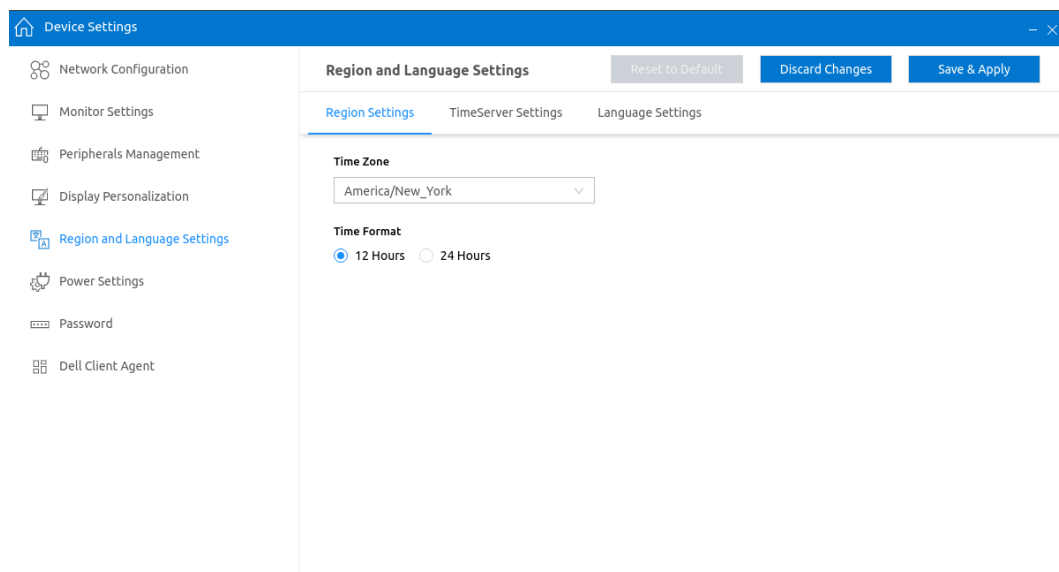 Device Settings
Network Configuration
Monitor Settings
Peripherals Management
Display Personalization
Region and Language Settings
Power Settings
Password
Dell Client Agent
Region and Language Settings
Reset to Default
Discard Changes
Save & Apply
Region Settings
TimeServer Settings
Language Settings
Time Zone
America/New_York
Time Format
12 Hours
24 Hours